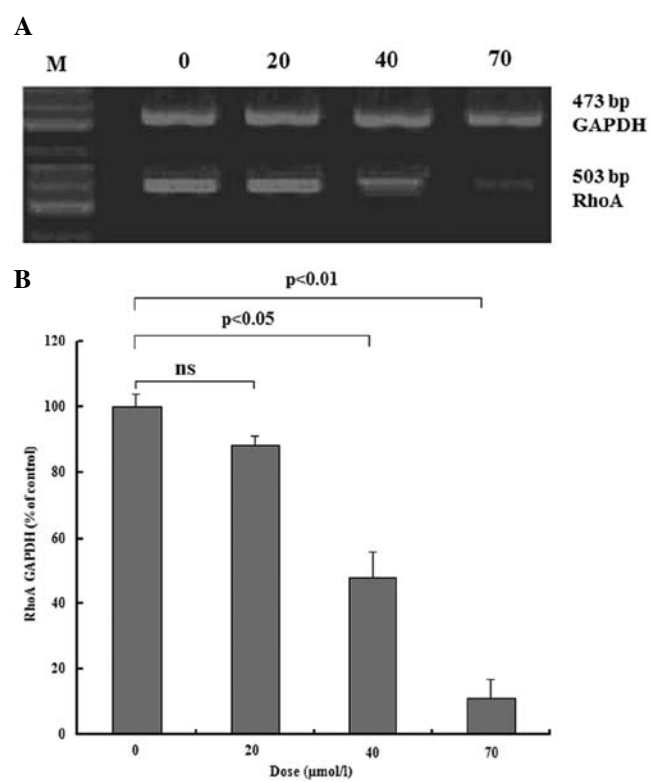 A
M 0 20 40 70
473 bp
GAPDH
503 bp
RhoA
B
p<0.01
p<0.05
ns
RhoA GAPDH (% of control)
120
100
80
60
40
20
0
0 20 40 70
Dose (µmol/l)